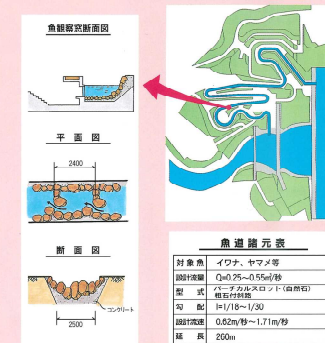 魚観察窓断面図
平面図
2400
断面図
コンクリート
2500
魚道諸元表
対象魚 イワナ、ヤマメ等
設計流量 Q=0.25～0.55㎥/秒
型式 バーチカルスロット(自然石)
粗石付斜路
勾配 I=1/18～1/30
設計流速 0.62m/秒～1.71m/秒
延長 260m